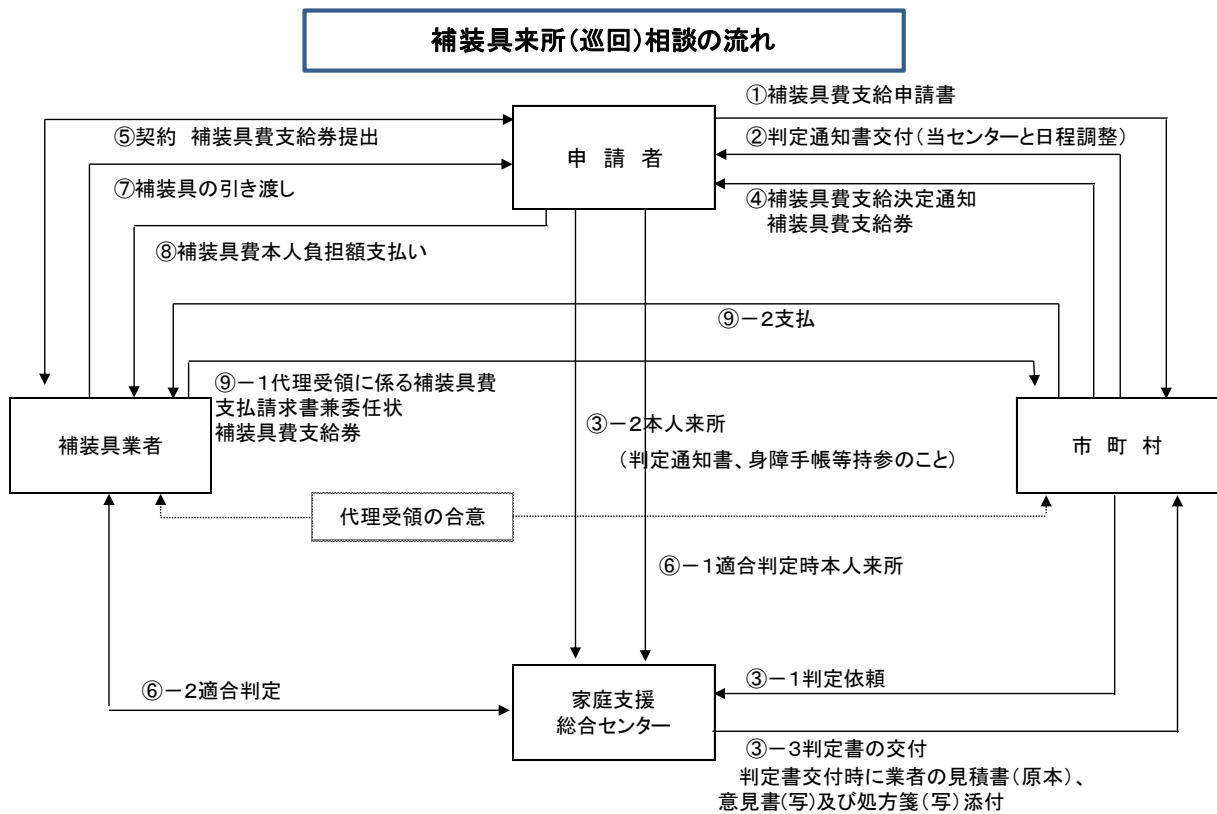 補装具来所(巡回)相談の流れ
①補装具費支給申請書
⑤契約　補装具費支給券提出
②判定通知書交付(当センターと日程調整)
申　請　者
⑦補装具の引き渡し
④補装具費支給決定通知
補装具費支給券
⑧補装具費本人負担額支払い
⑨－2支払
⑨－1代理受領に係る補装具費
支払請求書兼委任状
補装具費支給券
補装具業者
③－2本人来所
(判定通知書、身障手帳等持参のこと)
市　町　村
代理受領の合意
⑥－1適合判定時本人来所
⑥－2適合判定
家庭支援
総合センター
③－1判定依頼
③－3判定書の交付
判定書交付時に業者の見積書(原本)、
意見書(写)及び処方箋(写)添付